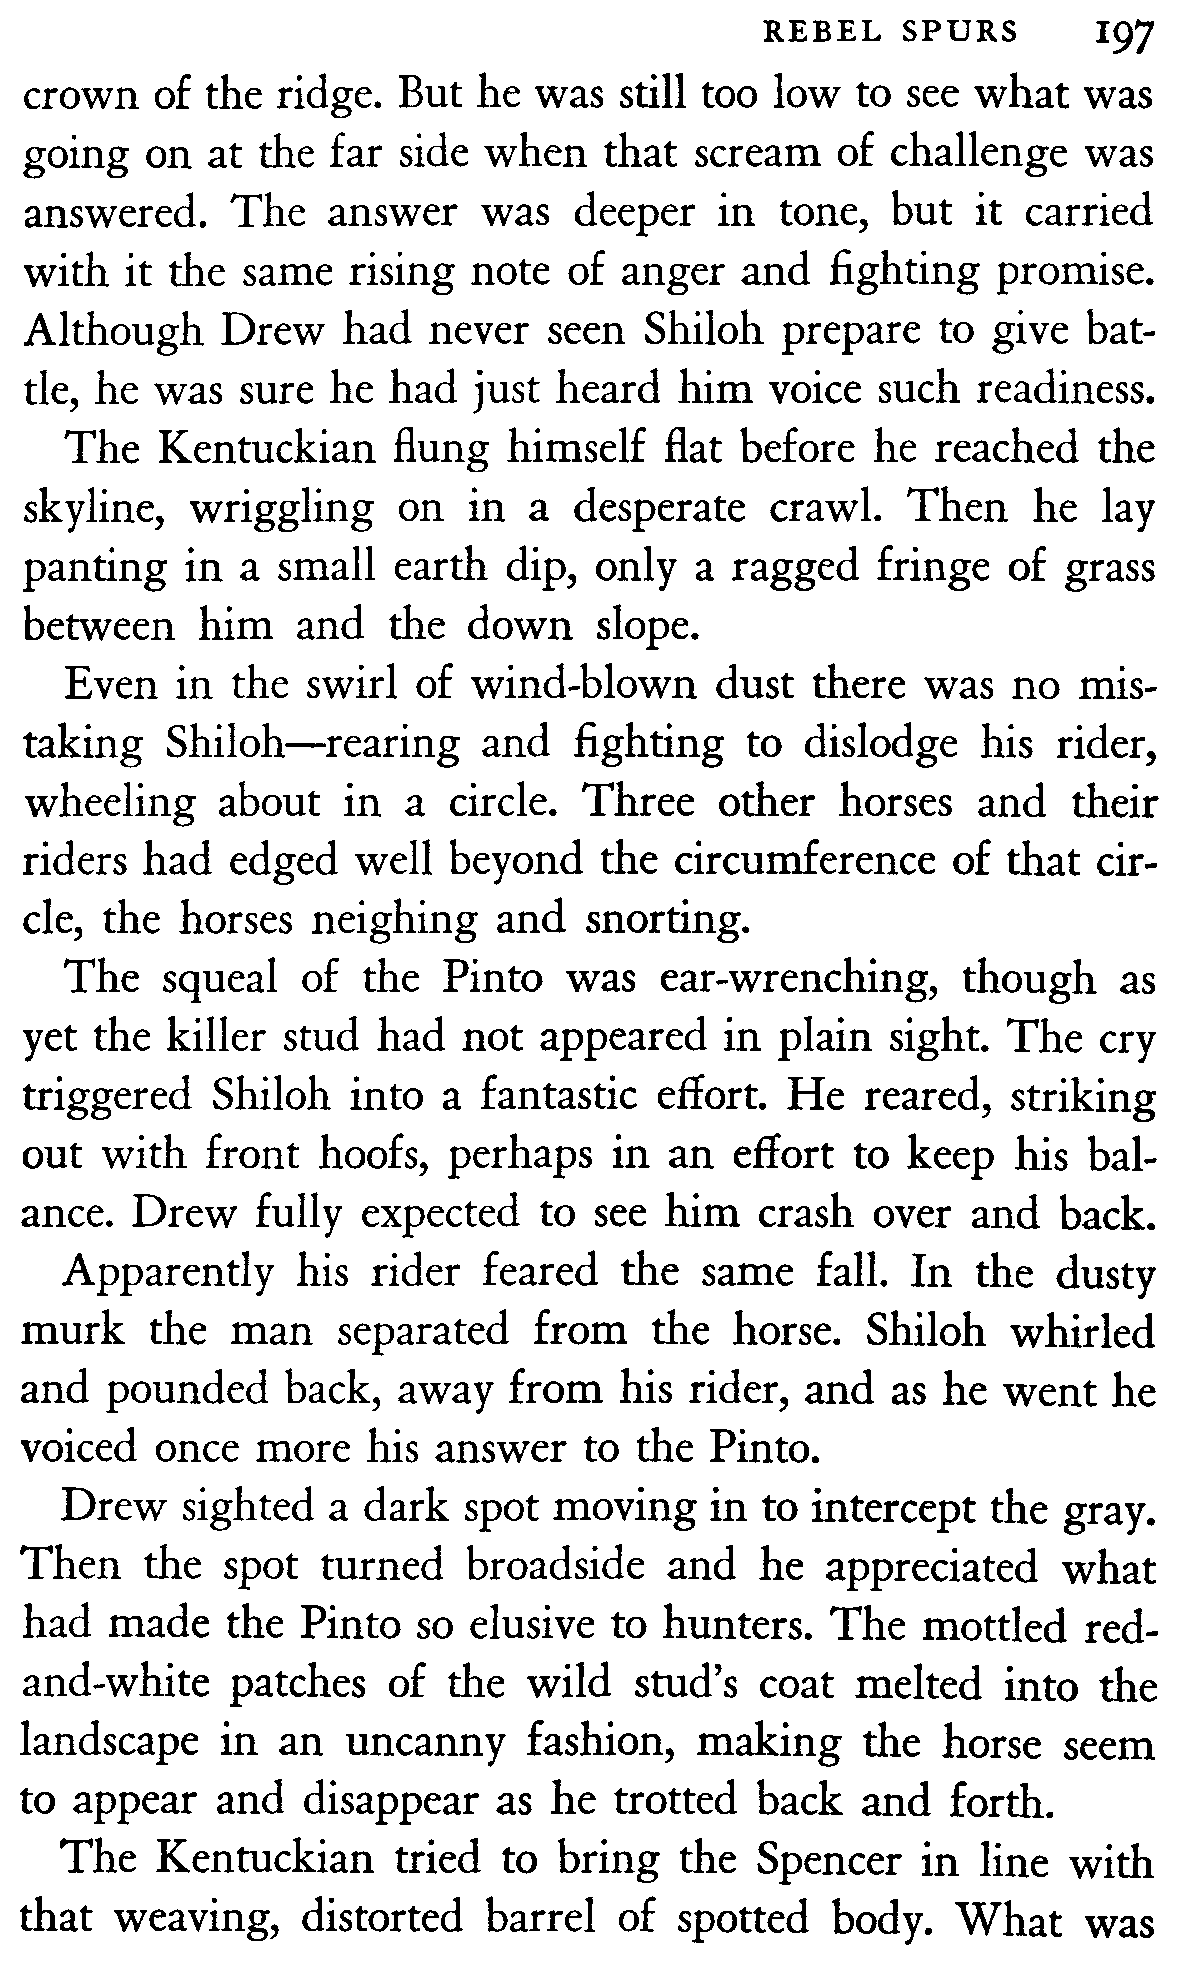 REBEL SPURS 197
crown of the ridge. But he was still too low to see what was
going on at the far side when that scream of challenge was
answered. The answer was deeper in tone, but it carried
with it the same rising note of anger and fighting promise.
Although Drew had never seen Shiloh prepare to give bat-
tle, he was sure he had just heard him voice such readiness.
The Kentuckian flung himself flat before he reached the
skyline, wriggling on in a desperate crawl. Then he lay
panting in a small earth dip, only a ragged fringe of grass
between him and the down slope.
Even in the swirl of wind-blown dust there was no mis-
taking Shiloh—rearing and fighting to dislodge his rider,
wheeling about in a circle. Three other horses and their
riders had edged well beyond the circumference of that cir-
cle, the horses neighing and snorting.
The squeal of the Pinto was ear-wrenching, though as
yet the killer stud had not appeared in plain sight. The cry
triggered Shiloh into a fantastic effort. He reared, striking
out with front hoofs, perhaps in an effort to keep his bal-
ance. Drew fully expected to see him crash over and back.
Apparently his rider feared the same fall. In the dusty
murk the man separated from the horse. Shiloh whirled
and pounded back, away from his rider, and as he went he
voiced once more his answer to the Pinto.
Drew sighted a dark spot moving in to intercept the gray.
Then the spot turned broadside and he appreciated what
had made the Pinto so elusive to hunters. The mottled red-
and-white patches of the wild stud's coat melted into the
landscape in an uncanny fashion, making the horse seem
to appear and disappear as he trotted back and forth.
The Kentuckian tried to bring the Spencer in line with
that weaving, distorted barrel of spotted body. What was